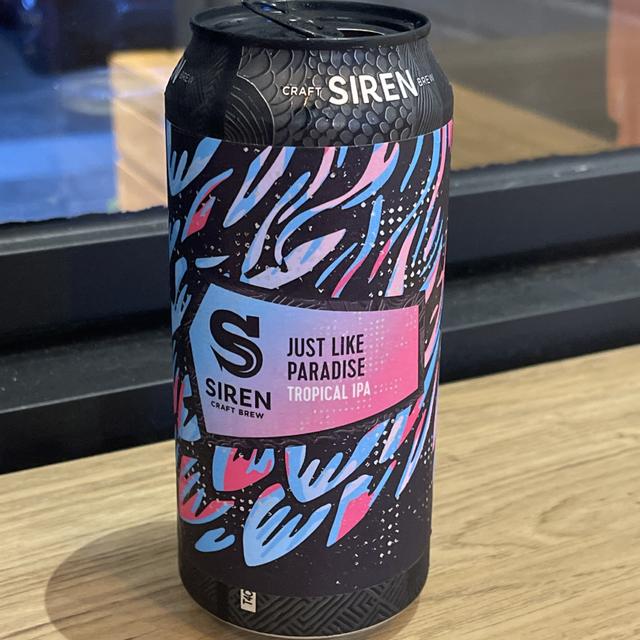 CRAFT SIREN BREW
S
SIREN
CRAFT BREW
JUST LIKE
PARADISE
TROPICAL IPA